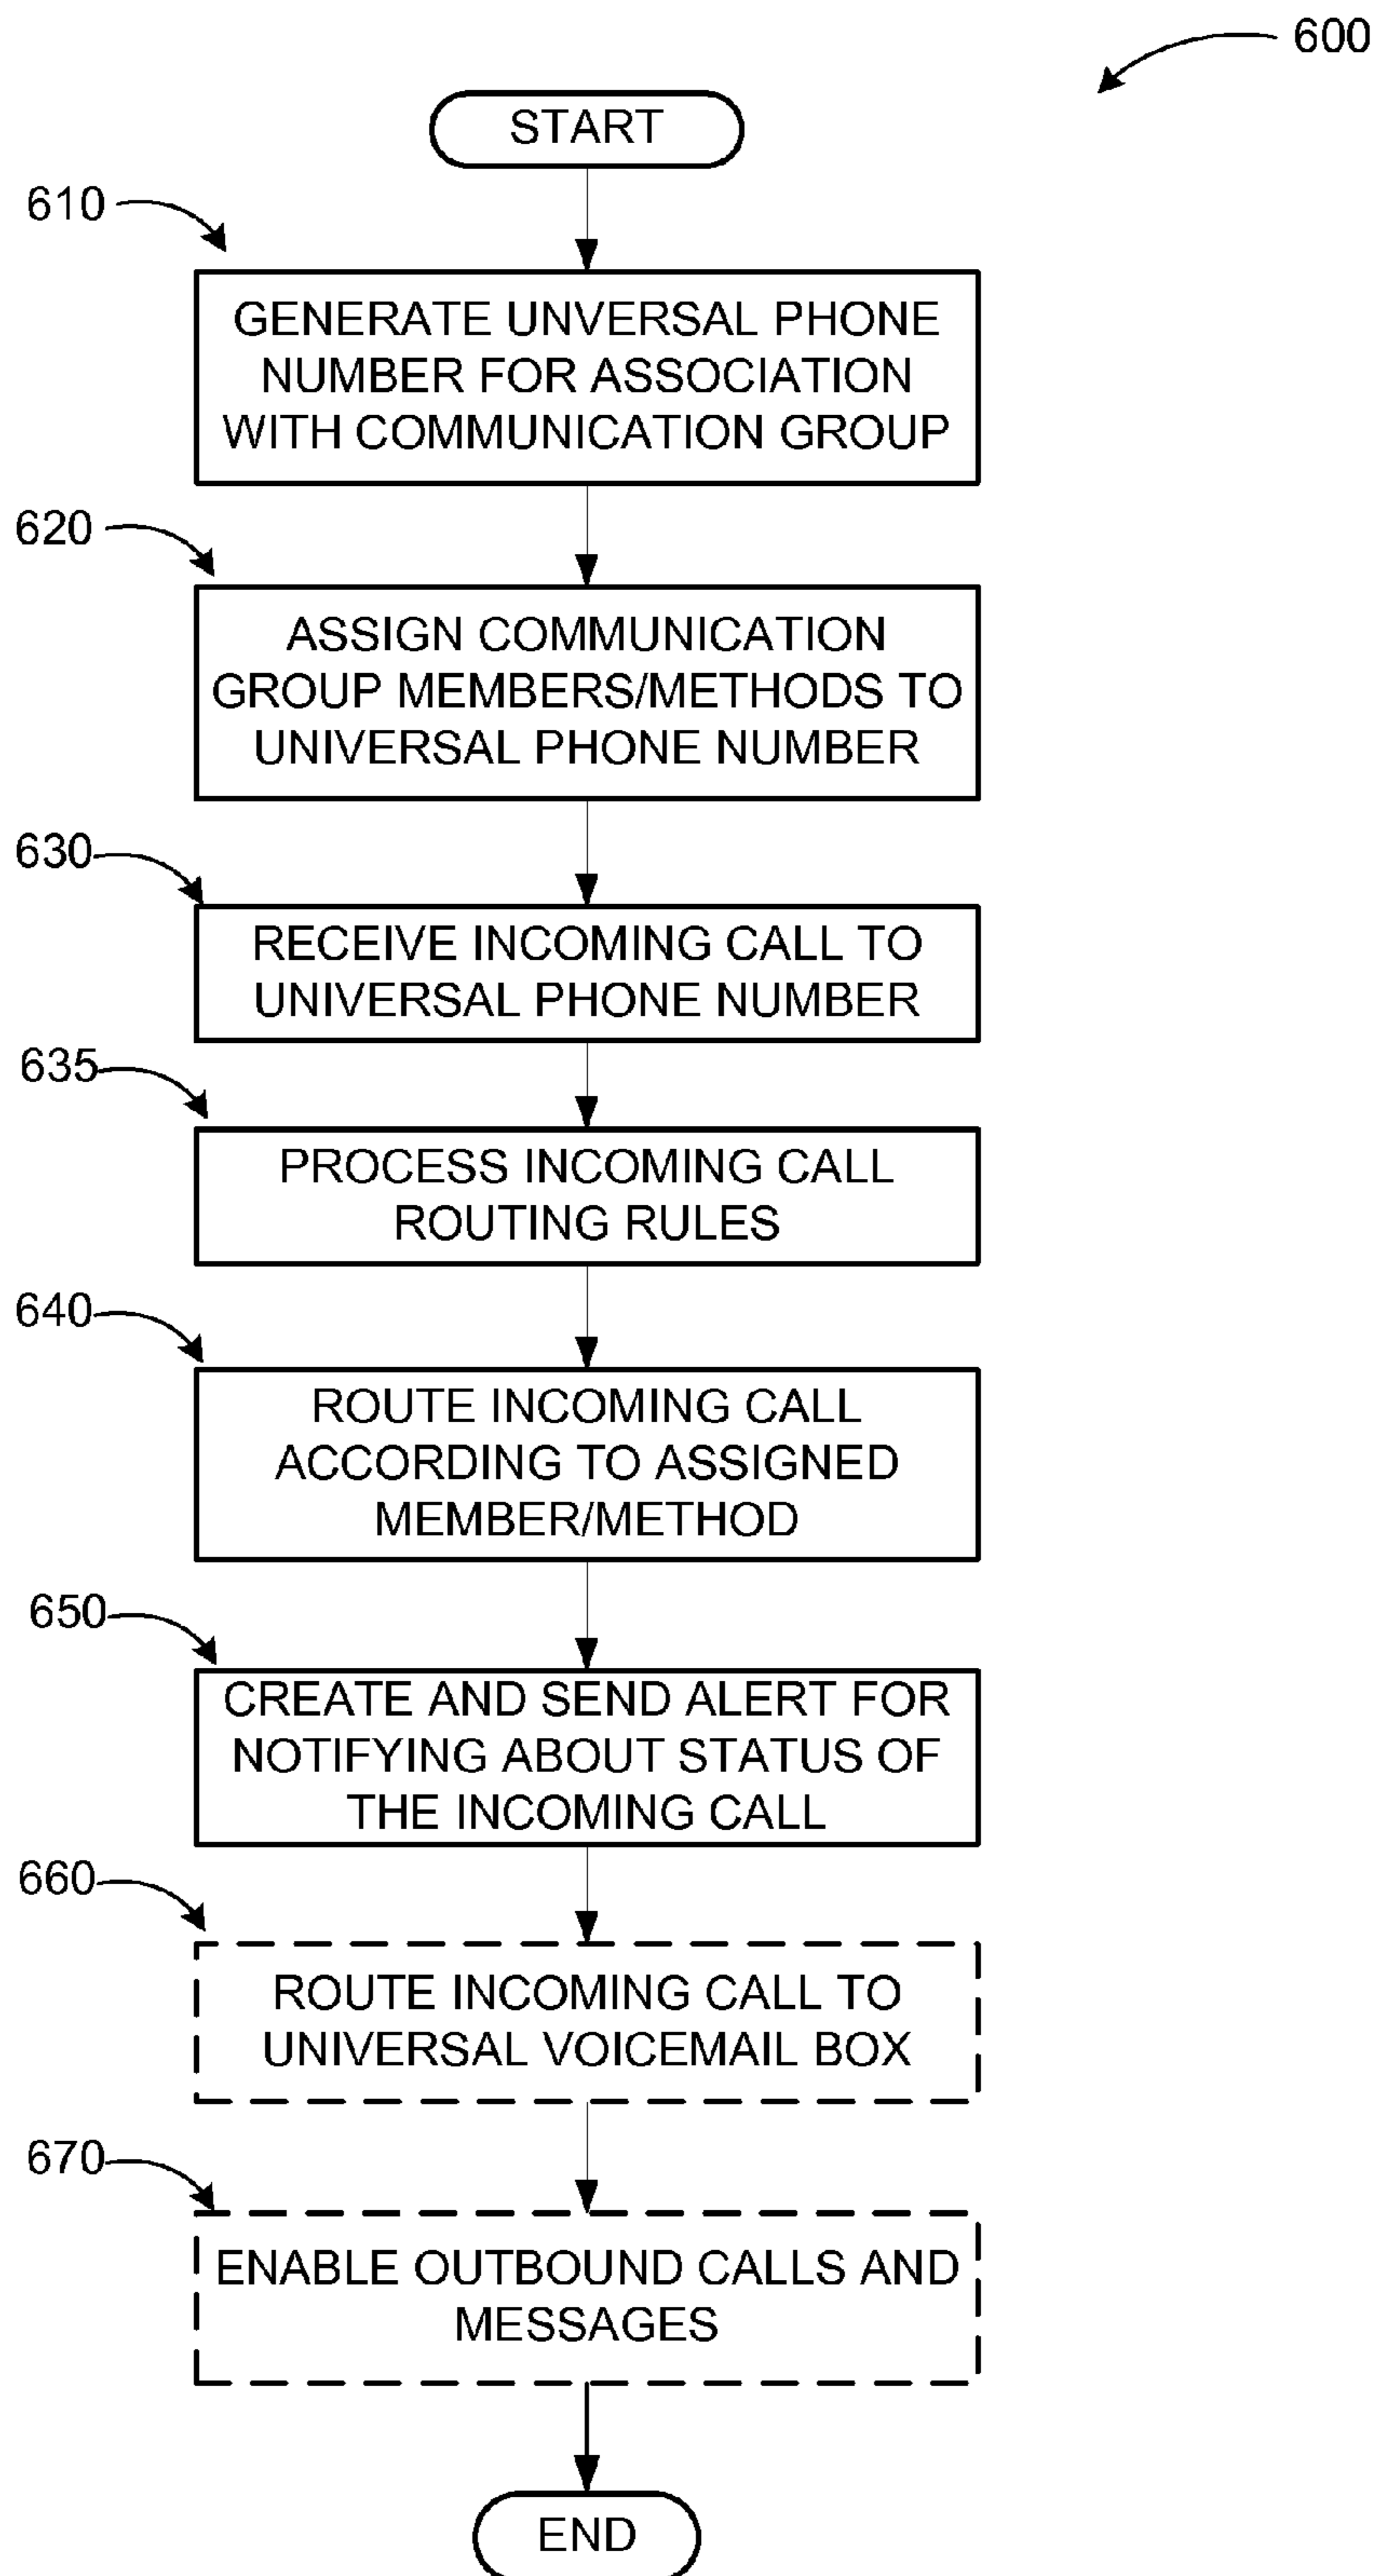 600
START
610
GENERATE UNVERSAL PHONE
NUMBER FOR ASSOCIATION
WITH COMMUNICATION GROUP
620
ASSIGN COMMUNICATION
GROUP MEMBERS/METHODS TO
UNIVERSAL PHONE NUMBER
630
RECEIVE INCOMING CALL TO
UNIVERSAL PHONE NUMBER
635
PROCESS INCOMING CALL
ROUTING RULES
640
ROUTE INCOMING CALL
ACCORDING TO ASSIGNED
MEMBER/METHOD
650
CREATE AND SEND ALERT FOR
NOTIFYING ABOUT STATUS OF
THE INCOMING CALL
660
ROUTE INCOMING CALL TO
UNIVERSAL VOICEMAIL BOX
670
ENABLE OUTBOUND CALLS AND
MESSAGES
END